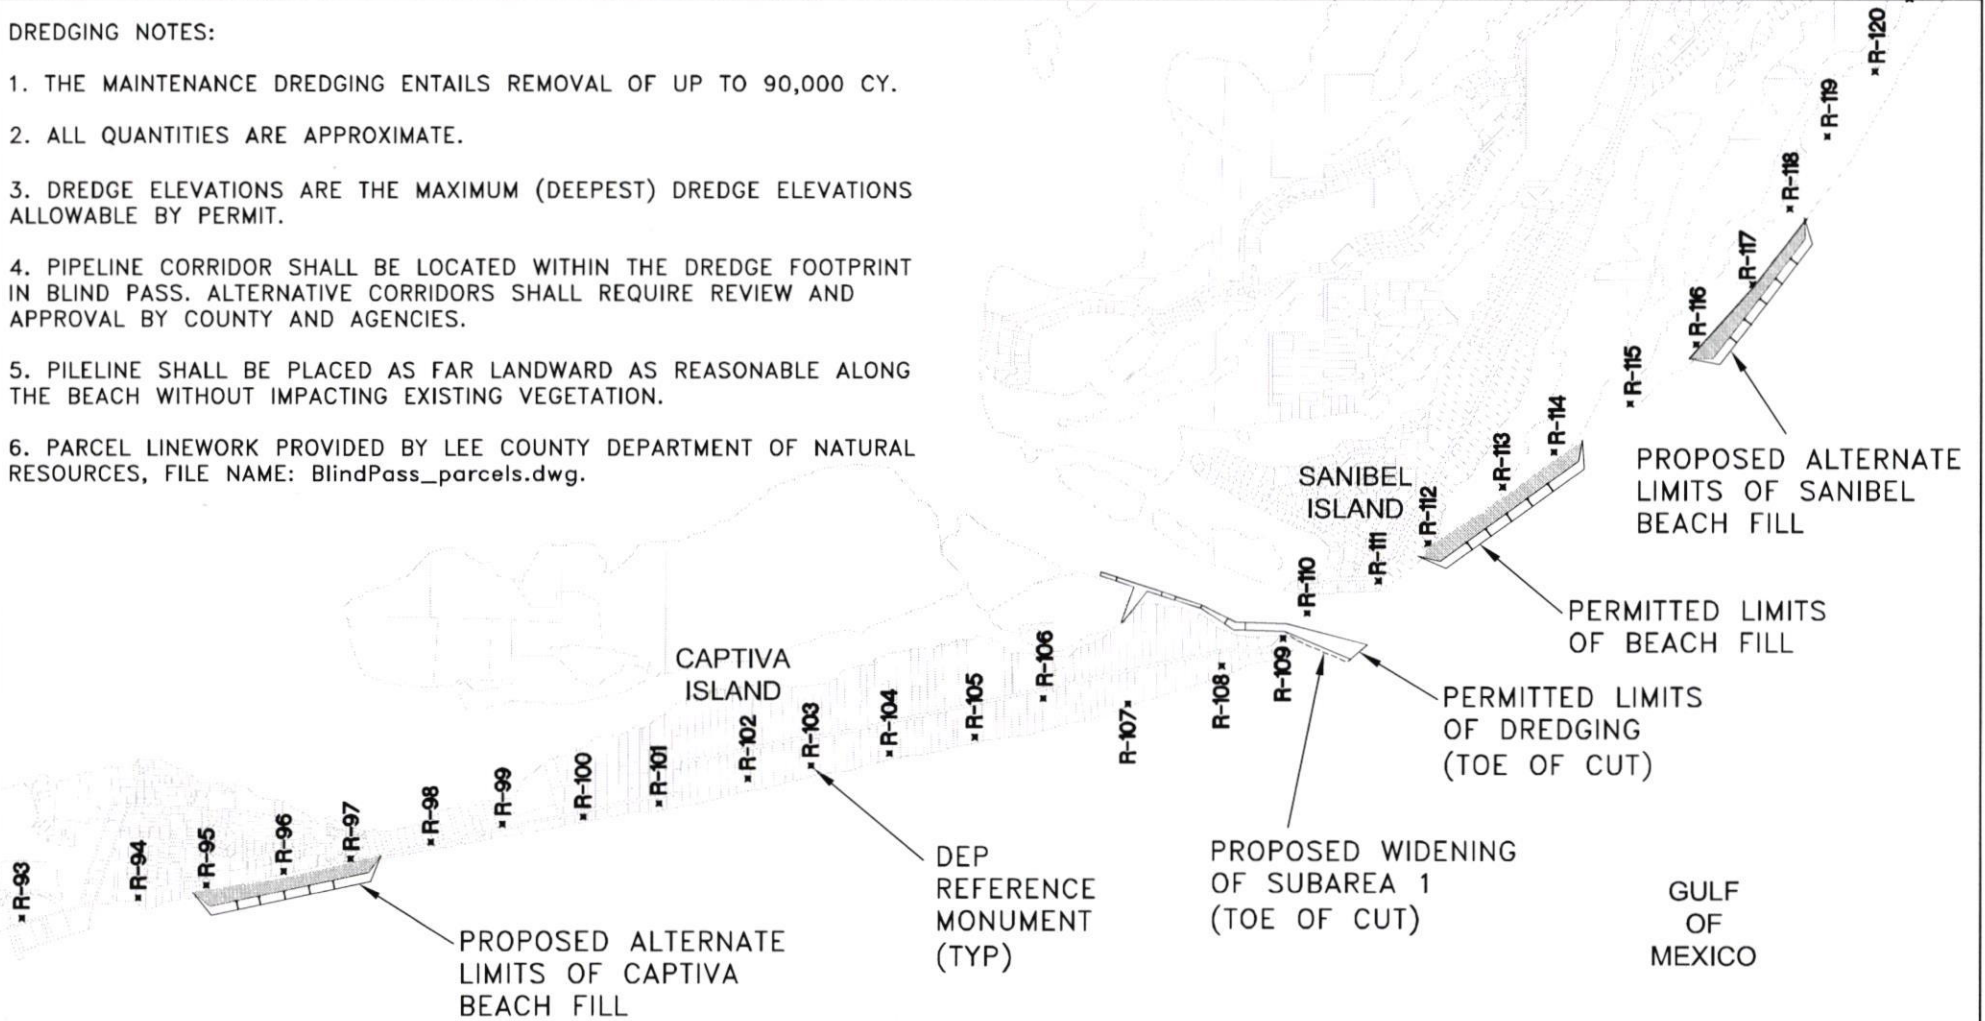 DREDGING NOTES:
1. THE MAINTENANCE DREDGING ENTAILS REMOVAL OF UP TO 90,000 CY.
2. ALL QUANTITIES ARE APPROXIMATE.
3. DREDGE ELEVATIONS ARE THE MAXIMUM (DEEPEST) DREDGE ELEVATIONS
ALLOWABLE BY PERMIT.
4. PIPELINE CORRIDOR SHALL BE LOCATED WITHIN THE DREDGE FOOTPRINT
IN BLIND PASS. ALTERNATIVE CORRIDORS SHALL REQUIRE REVIEW AND
APPROVAL BY COUNTY AND AGENCIES.
5. PILELINE SHALL BE PLACED AS FAR LANDWARD AS REASONABLE ALONG
THE BEACH WITHOUT IMPACTING EXISTING VEGETATION.
6. PARCEL LINEWORK PROVIDED BY LEE COUNTY DEPARTMENT OF NATURAL
RESOURCES, FILE NAME: BlindPass_parcels.dwg.
R-93
R-94
R-95
R-96
R-97
R-98
R-99
R-100
R-101
R-102
R-103
R-104
R-105
R-106
R-107
R-108
R-109
R-110
R-111
R-112
R-113
R-114
R-115
R-116
R-117
R-118
R-119
R-120
CAPTIVA
ISLAND
SANIBEL
ISLAND
PROPOSED ALTERNATE
LIMITS OF SANIBEL
BEACH FILL
PERMITTED LIMITS
OF BEACH FILL
PERMITTED LIMITS
OF DREDGING
(TOE OF CUT)
PROPOSED WIDENING
OF SUBAREA 1
(TOE OF CUT)
DEP
REFERENCE
MONUMENT
(TYP)
PROPOSED ALTERNATE
LIMITS OF CAPTIVA
BEACH FILL
GULF
OF
MEXICO